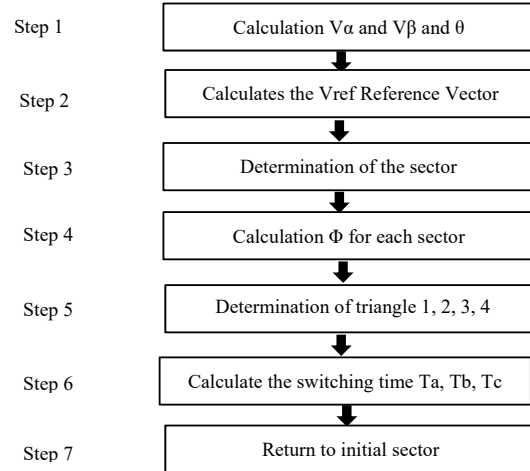 Step 1 Calculation Vα and Vβ and θ
Step 2 Calculates the Vref Reference Vector
Step 3 Determination of the sector
Step 4 Calculation Φ for each sector
Step 5 Determination of triangle 1, 2, 3, 4
Step 6 Calculate the switching time Ta, Tb, Tc
Step 7 Return to initial sector